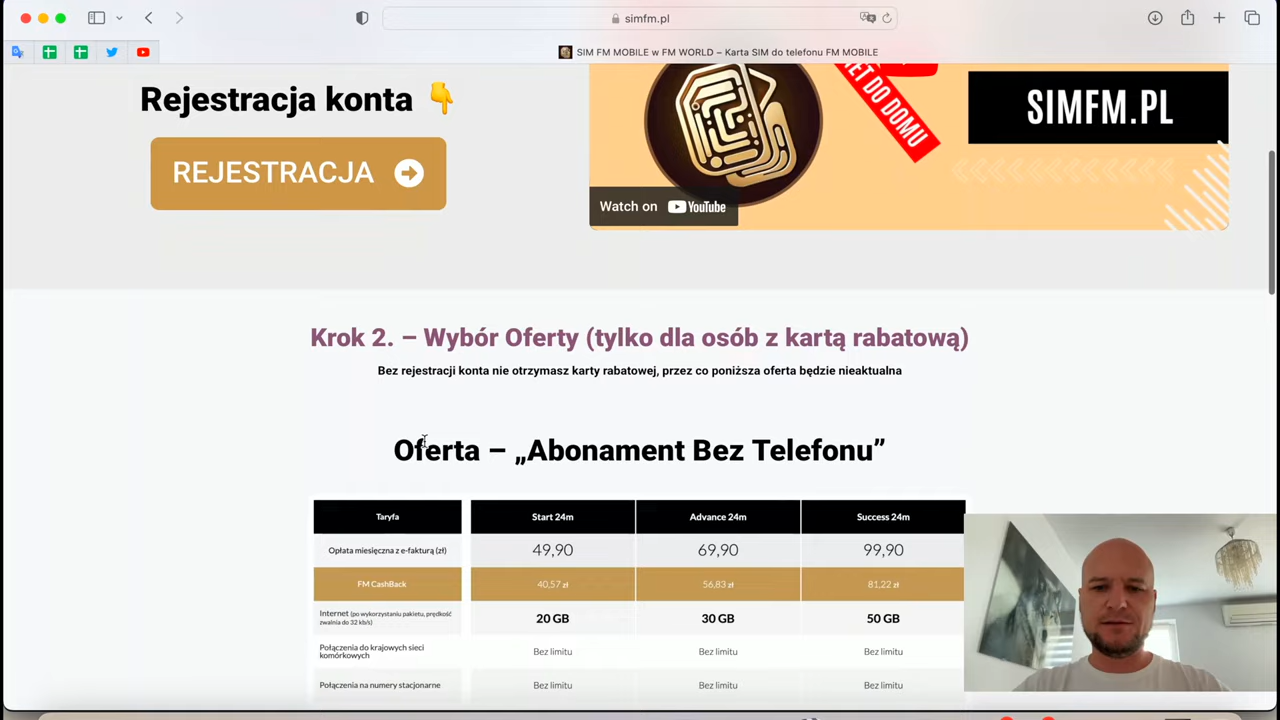 simfm.pl
SIM FM MOBILE w FM WORLD – Karta SIM do telefonu FM MOBILE
Rejestracja konta 👇
REJESTRACJA
NET DO DOMU
SIMFM.PL
Watch on YouTube
Krok 2. – Wybór Oferty (tylko dla osób z kartą rabatową)
Bez rejestracji konta nie otrzymasz karty rabatowej, przez co poniższa oferta będzie nieaktualna
Oferta – „Abonament Bez Telefonu”
Taryfa Start 24m Advance 24m Success 24m
Opłata miesięczna z e-fakturą (zł) 49,90 69,90 99,90
FM CashBack 40,57 zł 56,83 zł 81,22 zł
Internet (po wykorzystaniu pakietu, prędkość
zwalnia do 32 kb/s) 20 GB 30 GB 50 GB
Połączenia do krajowych sieci
komórkowych Bez limitu Bez limitu Bez limitu
Połączenia na numery stacjonarne Bez limitu Bez limitu Bez limitu